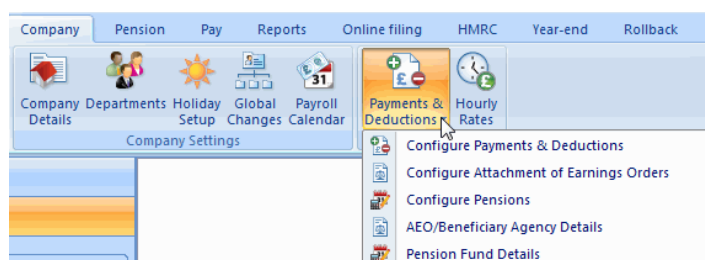 Company Pension Pay Reports Online filing HMRC Year-end Rollback
31
Company Departments Holiday Global Payroll Payments & Hourly
Details Setup Changes Calendar Deductions Rates
Company Settings
Configure Payments & Deductions
Configure Attachment of Earnings Orders
Configure Pensions
AEO/Beneficiary Agency Details
Pension Fund Details